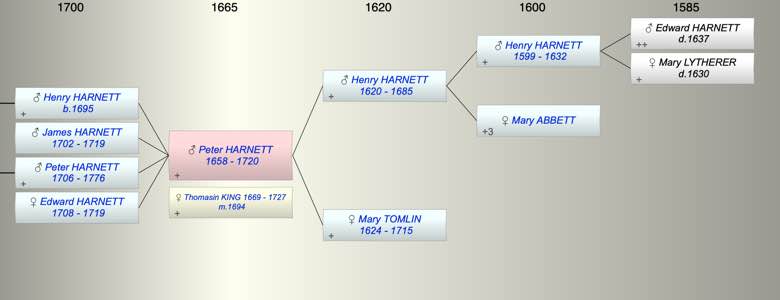 1700 1665 1620 1600 1585
♂ Edward HARNETT
d.1637
++
♀ Mary LYTHERER
d.1630
+
♂ Henry HARNETT
1599 - 1632
+
♀ Mary ABBETT
+3
♂ Henry HARNETT
1620 - 1685
+
♀ Mary TOMLIN
1624 - 1715
+
♂ Peter HARNETT
1658 - 1720
+
♀ Thomasin KING 1669 - 1727
m.1694
+
♂ Henry HARNETT
b.1695
+
♂ James HARNETT
1702 - 1719
♂ Peter HARNETT
1706 - 1776
+
♀ Edward HARNETT
1708 - 1719